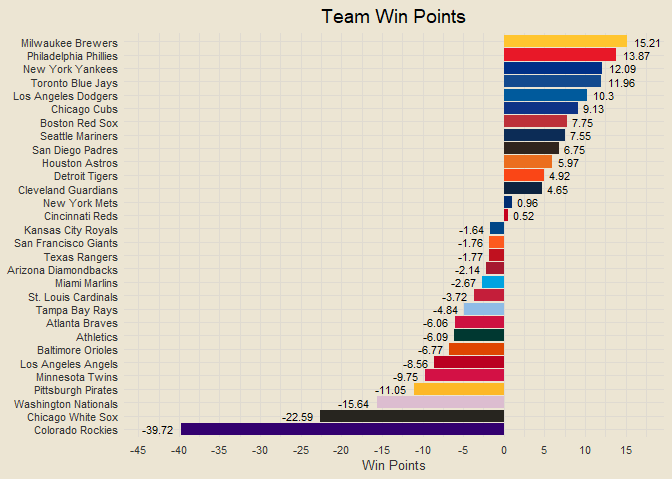 Team Win Points
Milwaukee Brewers 15.21
Philadelphia Phillies 13.87
New York Yankees 12.09
Toronto Blue Jays 11.96
Los Angeles Dodgers 10.3
Chicago Cubs 9.13
Boston Red Sox 7.75
Seattle Mariners 7.55
San Diego Padres 6.75
Houston Astros 5.97
Detroit Tigers 4.92
Cleveland Guardians 4.65
New York Mets 0.96
Cincinnati Reds 0.52
Kansas City Royals -1.64
San Francisco Giants -1.76
Texas Rangers -1.77
Arizona Diamondbacks -2.14
Miami Marlins -2.67
St. Louis Cardinals -3.72
Tampa Bay Rays -4.84
Atlanta Braves -6.06
Athletics -6.09
Baltimore Orioles -6.77
Los Angeles Angels -8.56
Minnesota Twins -9.75
Pittsburgh Pirates -11.05
Washington Nationals -15.64
Chicago White Sox -22.59
Colorado Rockies -39.72
-45 -40 -35 -30 -25 -20 -15 -10 -5 0 5 10 15
Win Points